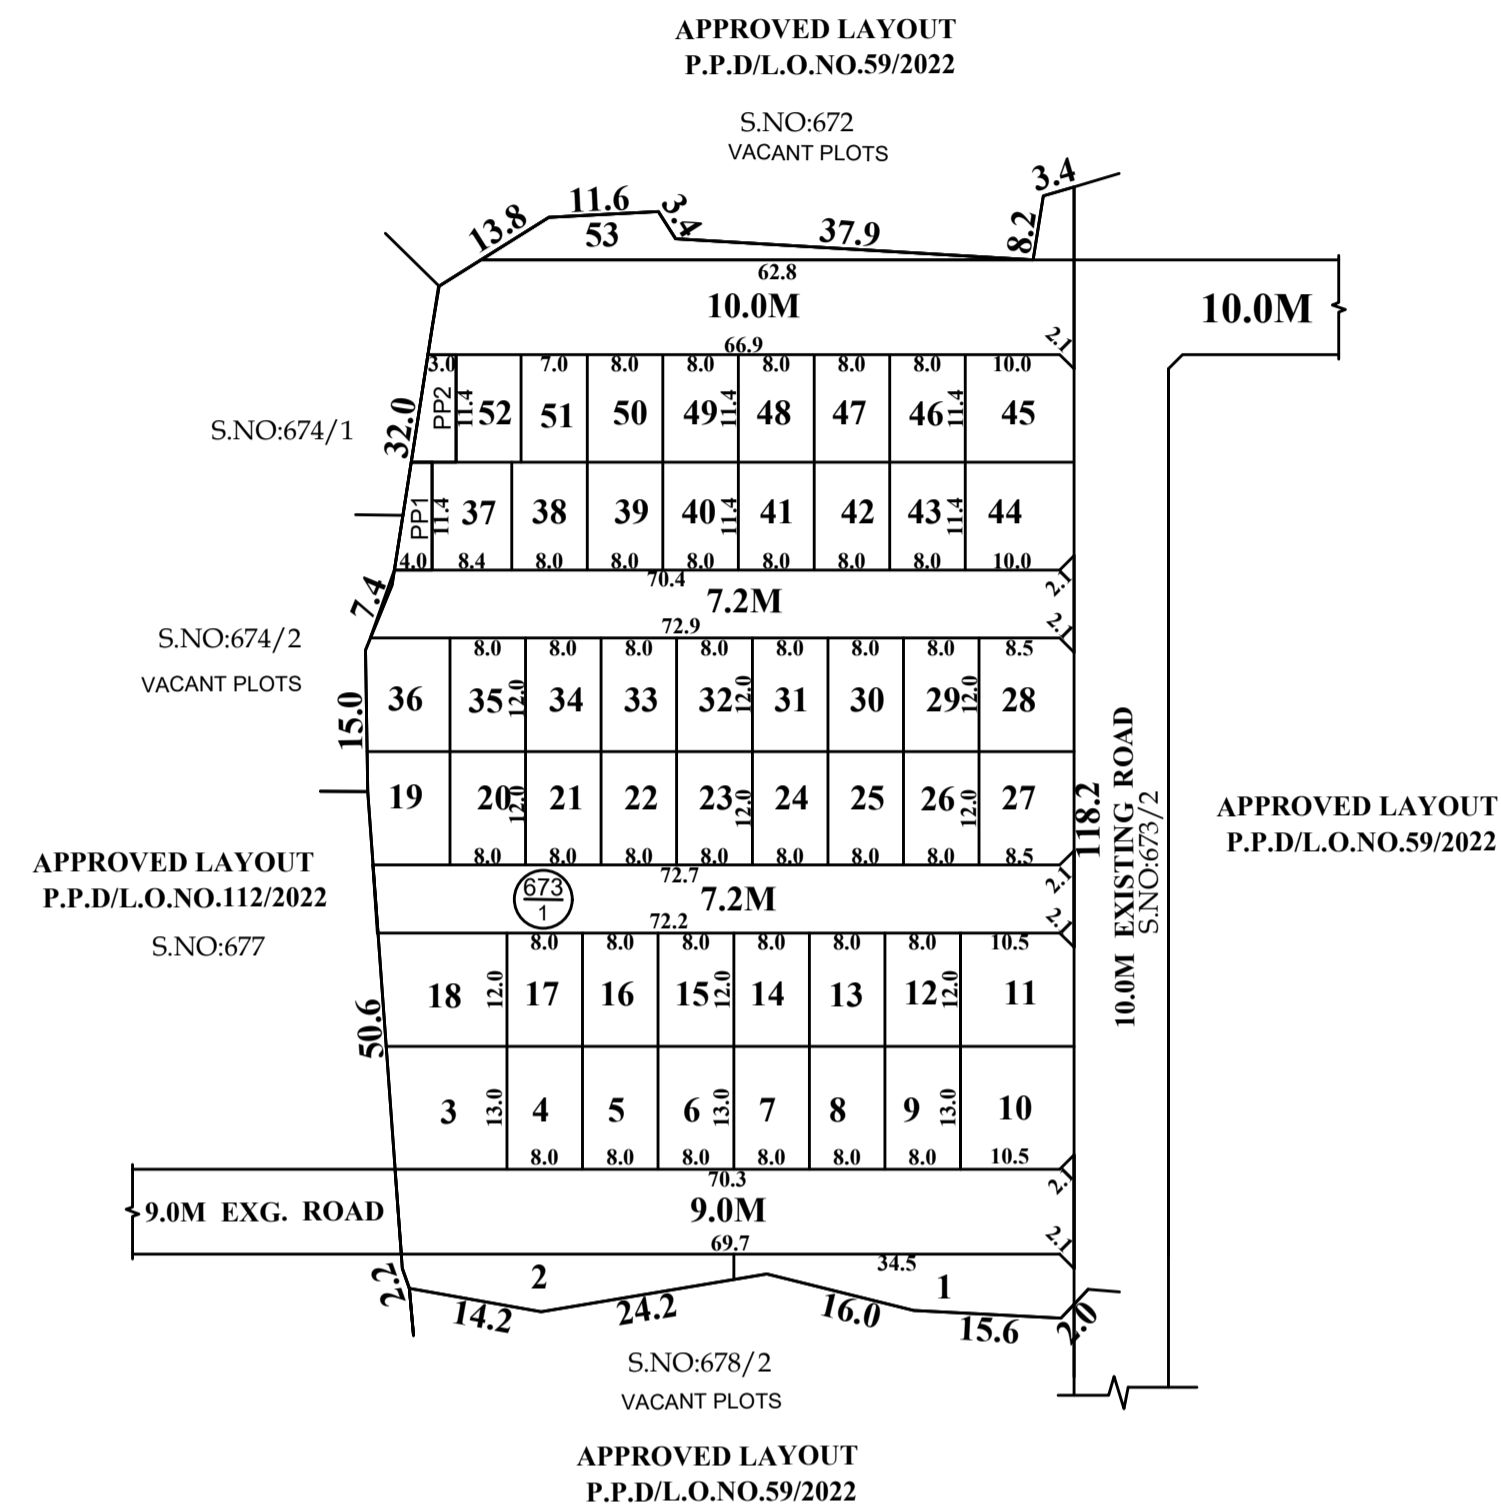 APPROVED LAYOUT
P.P.D/L.O.NO.59/2022
S.NO:672
VACANT PLOTS
3.4
11.6
3.4
13.8
53
37.9
8.2
62.8
10.0M
10.0M
66.9
2.1
3.0 7.0 8.0 8.0 8.0 8.0 8.0 10.0
32.0
S.NO:674/1
PP2 11.4 52 51 50 49 11.4 48 47 46 11.4 45
PP1 11.4 37 38 39 40 11.4 41 42 43 11.4 44
4.0 8.4 8.0 8.0 8.0 8.0 8.0 8.0 10.0
70.4
2.1
7.4
7.2M
72.9
2.1
S.NO:674/2
VACANT PLOTS
8.0 8.0 8.0 8.0 8.0 8.0 8.0 8.5
15.0
36 35 12.0 34 33 32 12.0 31 30 29 12.0 28
19 20 12.0 21 22 23 12.0 24 25 26 12.0 27
8.0 8.0 8.0 8.0 8.0 8.0 8.0 8.5
118.2
10.0M EXISTING ROAD
S.NO:673/2
APPROVED LAYOUT
P.P.D/L.O.NO.59/2022
APPROVED LAYOUT
P.P.D/L.O.NO.112/2022
S.NO:677
72.7
2.1
673
1
7.2M
72.2
2.1
8.0 8.0 8.0 8.0 8.0 8.0 10.5
18 12.0 17 16 15 12.0 14 13 12 12.0 11
50.6
3 13.0 4 5 6 13.0 7 8 9 13.0 10
8.0 8.0 8.0 8.0 8.0 8.0 10.5
70.3
2.1
9.0M EXG. ROAD
9.0M
69.7
2.1
34.5
2.2
2
1
14.2
24.2
16.0
15.6
2.0
S.NO:678/2
VACANT PLOTS
APPROVED LAYOUT
P.P.D/L.O.NO.59/2022